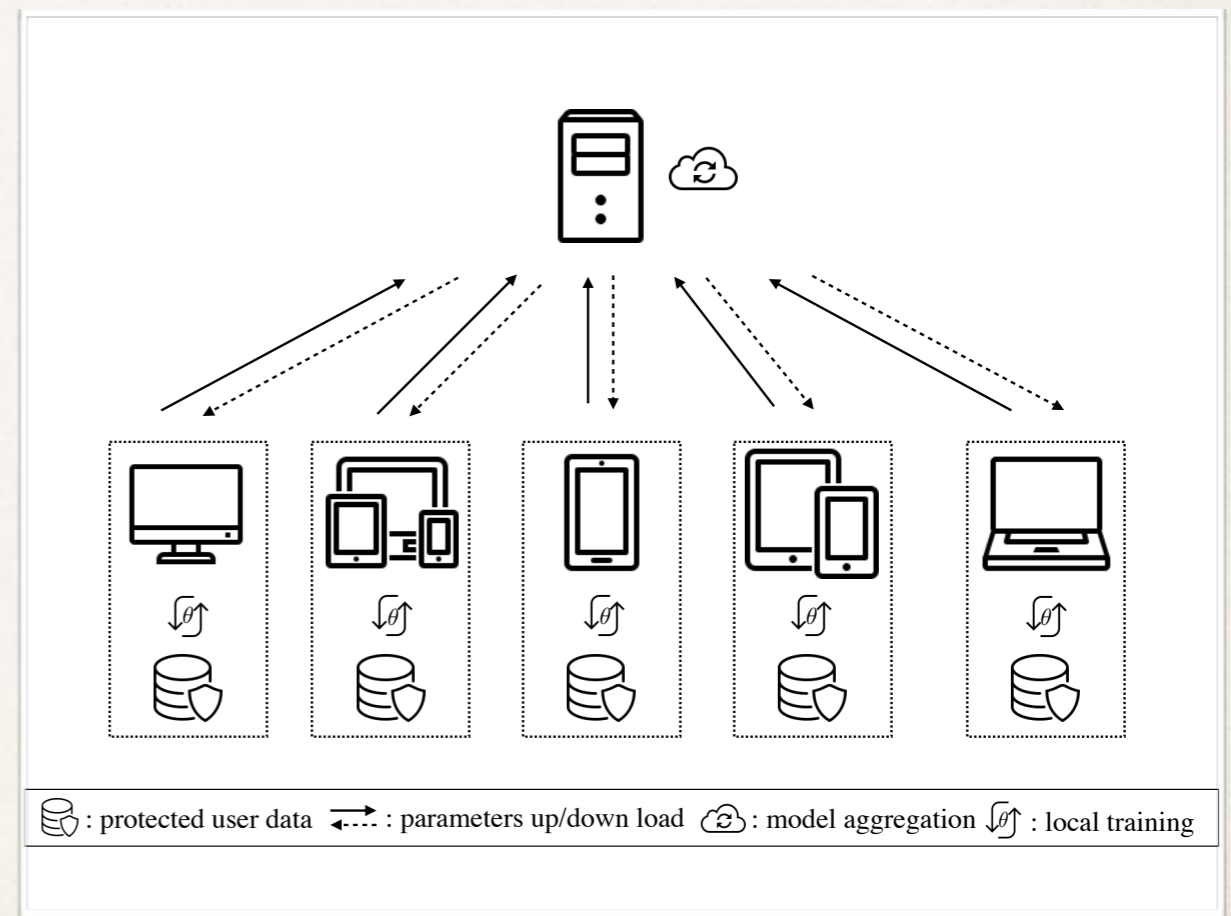 θ θ θ θ θ
: protected user data : parameters up/down load : model aggregation θ : local training